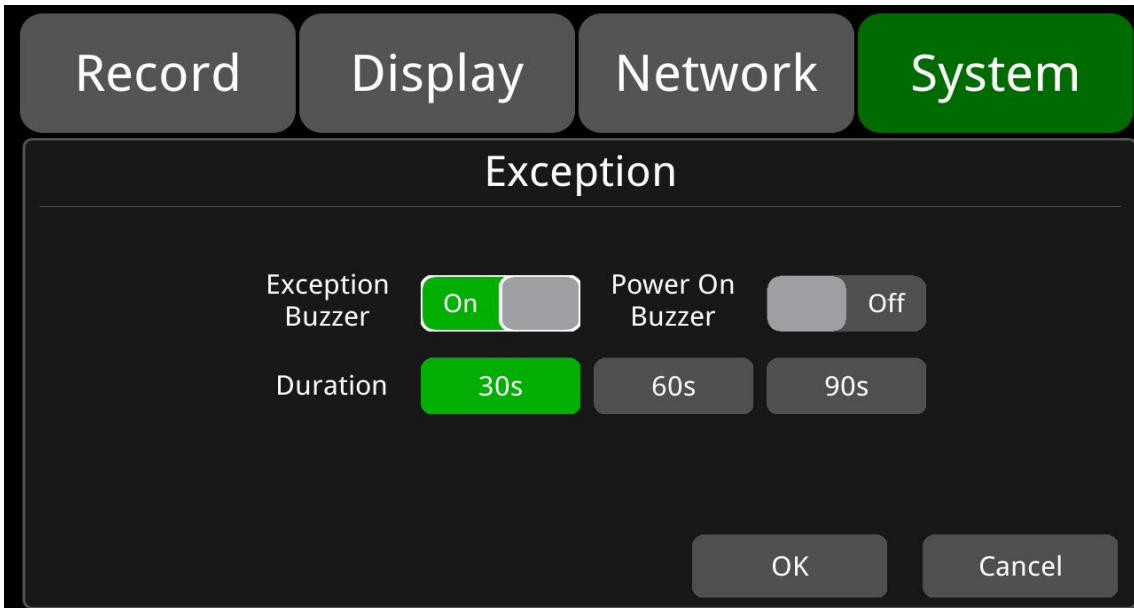 Record Display Network System
Exception
Exception Buzzer On Power On Buzzer Off
Duration 30s 60s 90s
OK Cancel